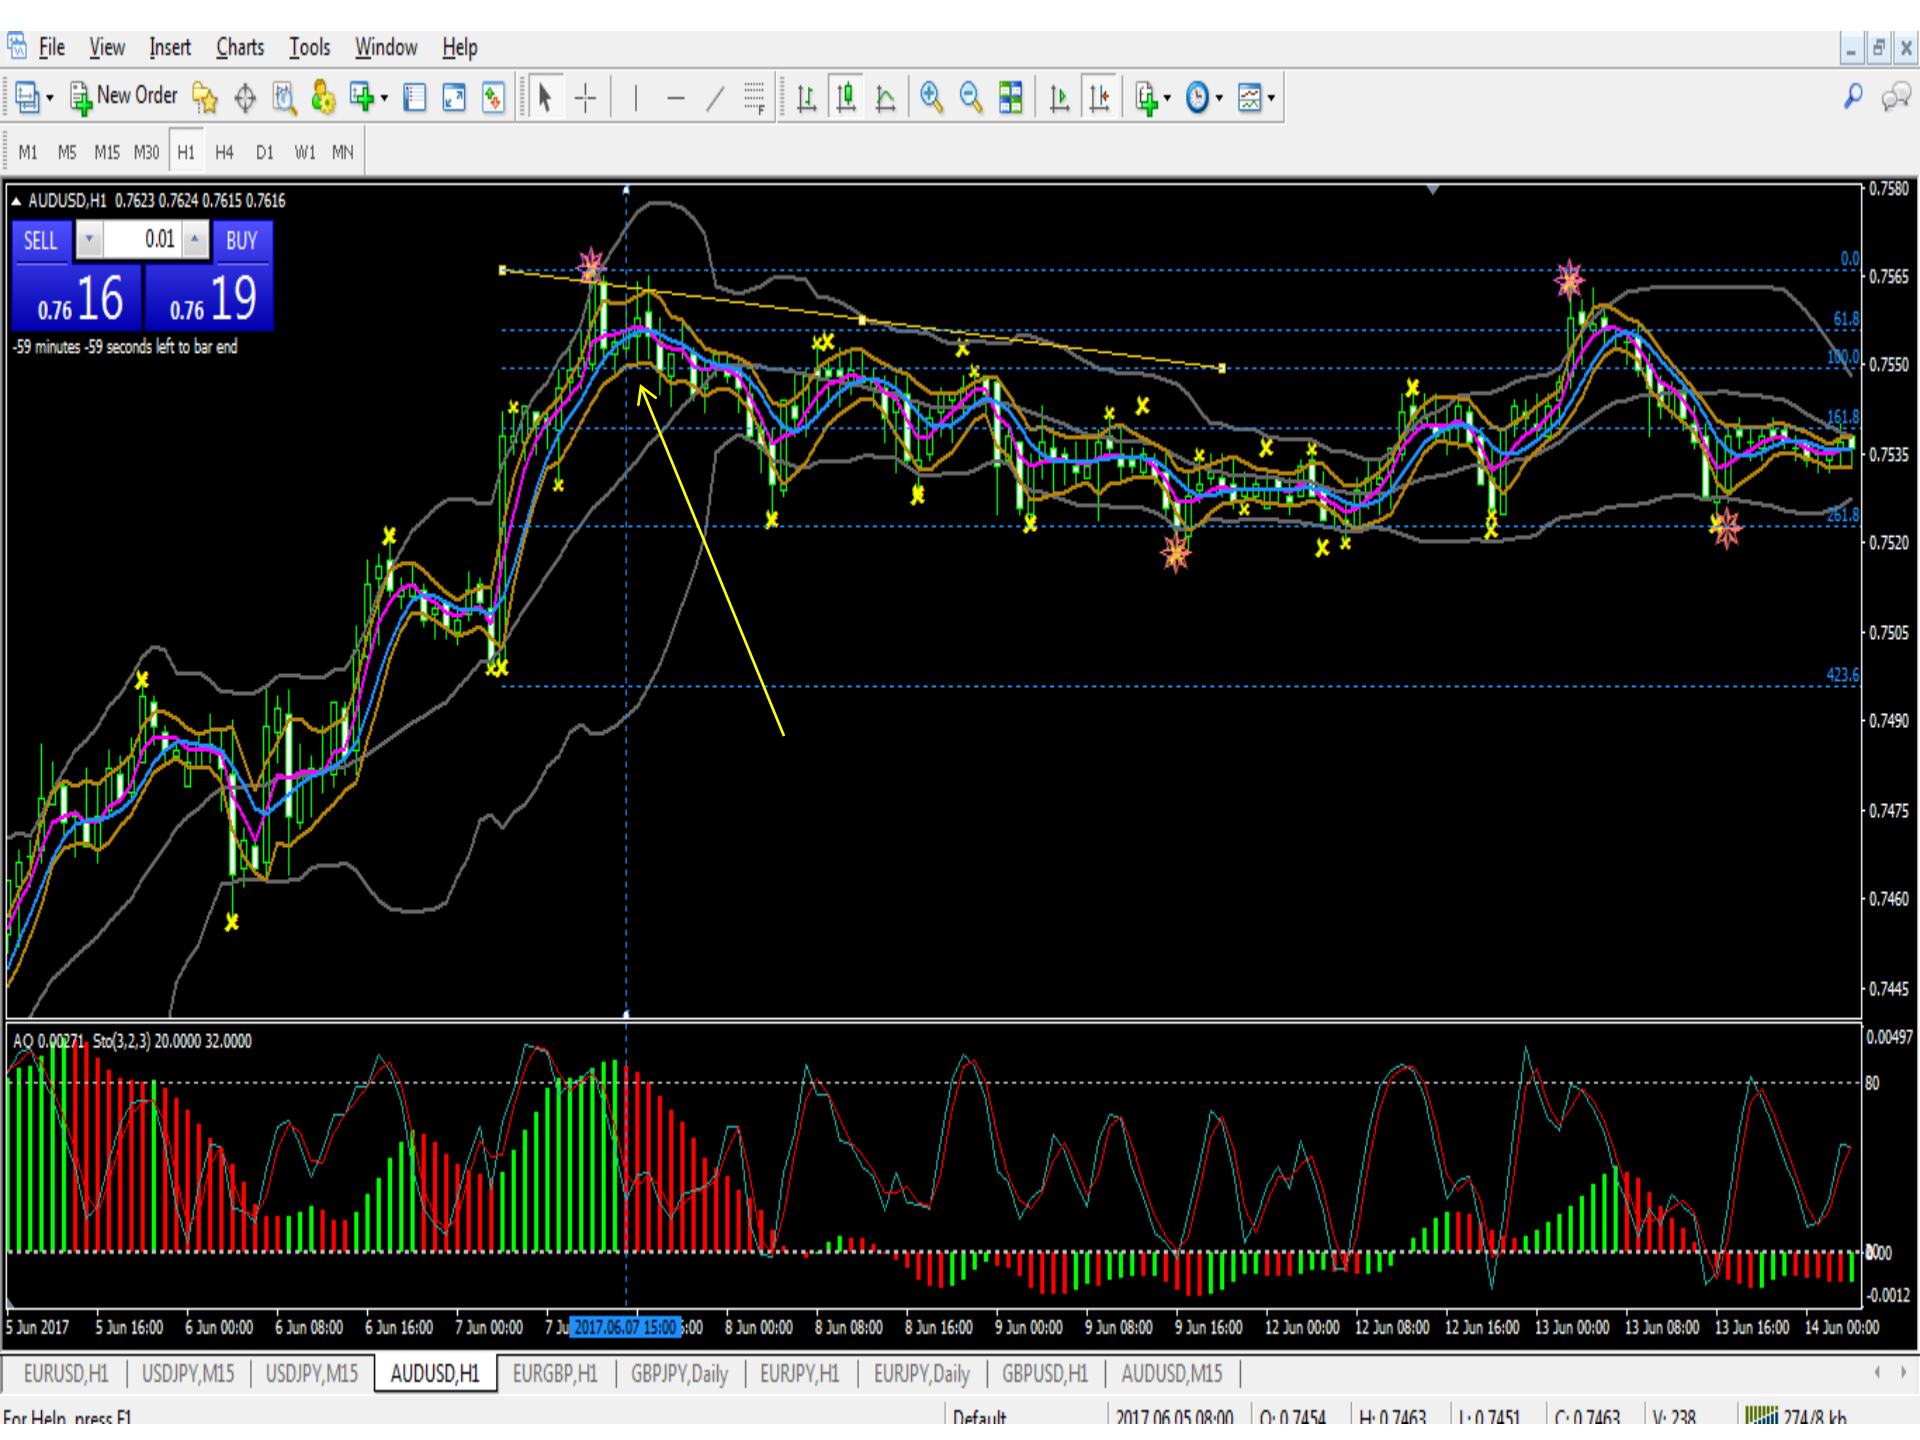 File View Insert Charts Tools Window Help
New Order
M1 M5 M15 M30 H1 H4 D1 W1 MN
AUDUSD,H1 0.7623 0.7624 0.7615 0.7616
SELL 0.01 BUY
0.76 16 0.76 19
-59 minutes -59 seconds left to bar end
0.7580
0.0
0.7565
61.8
100.0
0.7550
161.8
0.7535
261.8
0.7520
0.7505
423.6
0.7490
0.7475
0.7460
0.7445
AO 0.00271 Sto(3,2,3) 20.0000 32.0000
0.00497
80
-0.0012
5 Jun 2017 5 Jun 16:00 6 Jun 00:00 6 Jun 08:00 6 Jun 16:00 7 Jun 00:00 7 Ju 2017.06.07 15:00 8 Jun 00:00 8 Jun 08:00 8 Jun 16:00 9 Jun 00:00 9 Jun 08:00 9 Jun 16:00 12 Jun 00:00 12 Jun 08:00 12 Jun 16:00 13 Jun 00:00 13 Jun 08:00 13 Jun 16:00 14 Jun 00:00
EURUSD,H1 USDJPY,M15 USDJPY,M15 AUDUSD,H1 EURGBP,H1 GBPJPY,Daily EURJPY,H1 EURJPY,Daily GBPUSD,H1 AUDUSD,M15
For Help, press F1 Default 2017.06.05 08:00 O: 0.7454 H: 0.7463 L: 0.7451 C: 0.7463 V: 238 274/8 kb